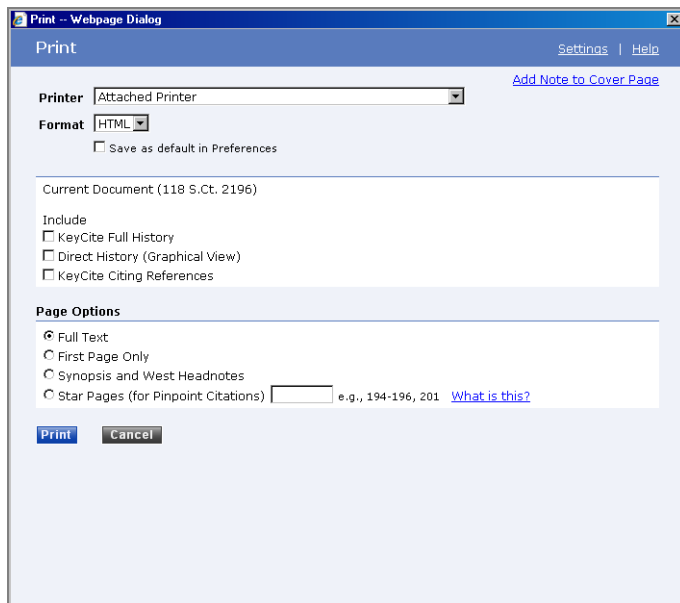 Print -- Webpage Dialog
Print
Settings | Help
Add Note to Cover Page
Printer Attached Printer
Format HTML
Save as default in Preferences
Current Document (118 S.Ct. 2196)
Include
KeyCite Full History
Direct History (Graphical View)
KeyCite Citing References
Page Options
Full Text
First Page Only
Synopsis and West Headnotes
Star Pages (for Pinpoint Citations) e.g., 194-196, 201 What is this?
Print Cancel